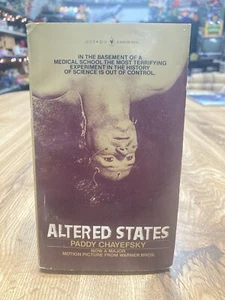 IN THE BASEMENT OF A
MEDICAL SCHOOL THE MOST TERRIFYING
EXPERIMENT IN THE HISTORY
OF SCIENCE IS OUT OF CONTROL.
ALTERED STATES
PADDY CHAYEFSKY
NOW A MAJOR
MOTION PICTURE FROM WARNER BROS.